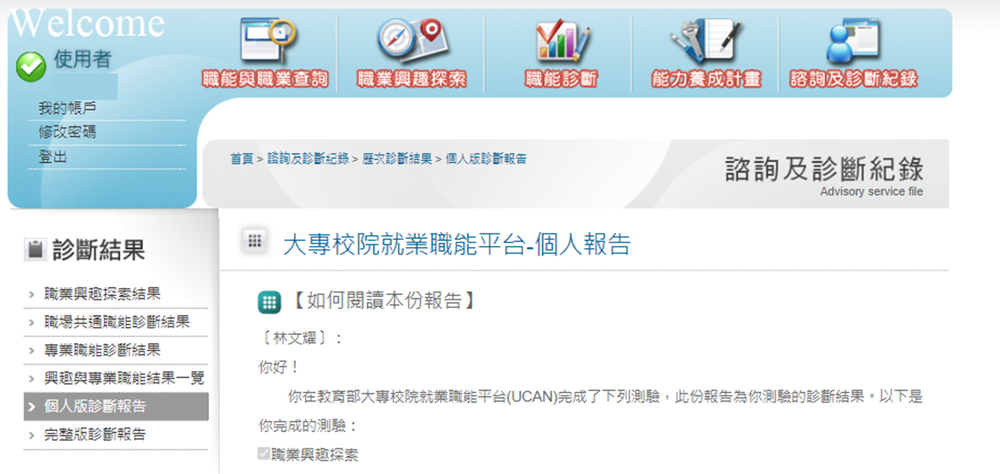 Welcome
使用者
我的帳戶
修改密碼
登出
職能與職業查詢
職業興趣探索
職能診斷
能力養成計畫
諮詢及診斷紀錄
首頁 > 諮詢及診斷紀錄 > 歷次診斷結果 > 個人版診斷報告
諮詢及診斷紀錄
Advisory service file
診斷結果
職業興趣探索結果
職場共通職能診斷結果
專業職能診斷結果
興趣與專業職能結果一覽
個人版診斷報告
完整版診斷報告
大專校院就業職能平台-個人報告
【如何閱讀本份報告】
〔林文耀〕：
你好！
你在教育部大專校院就業職能平台(UCAN)完成了下列測驗，此份報告為你測驗的診斷結果。以下是
你完成的測驗：
職業興趣探索